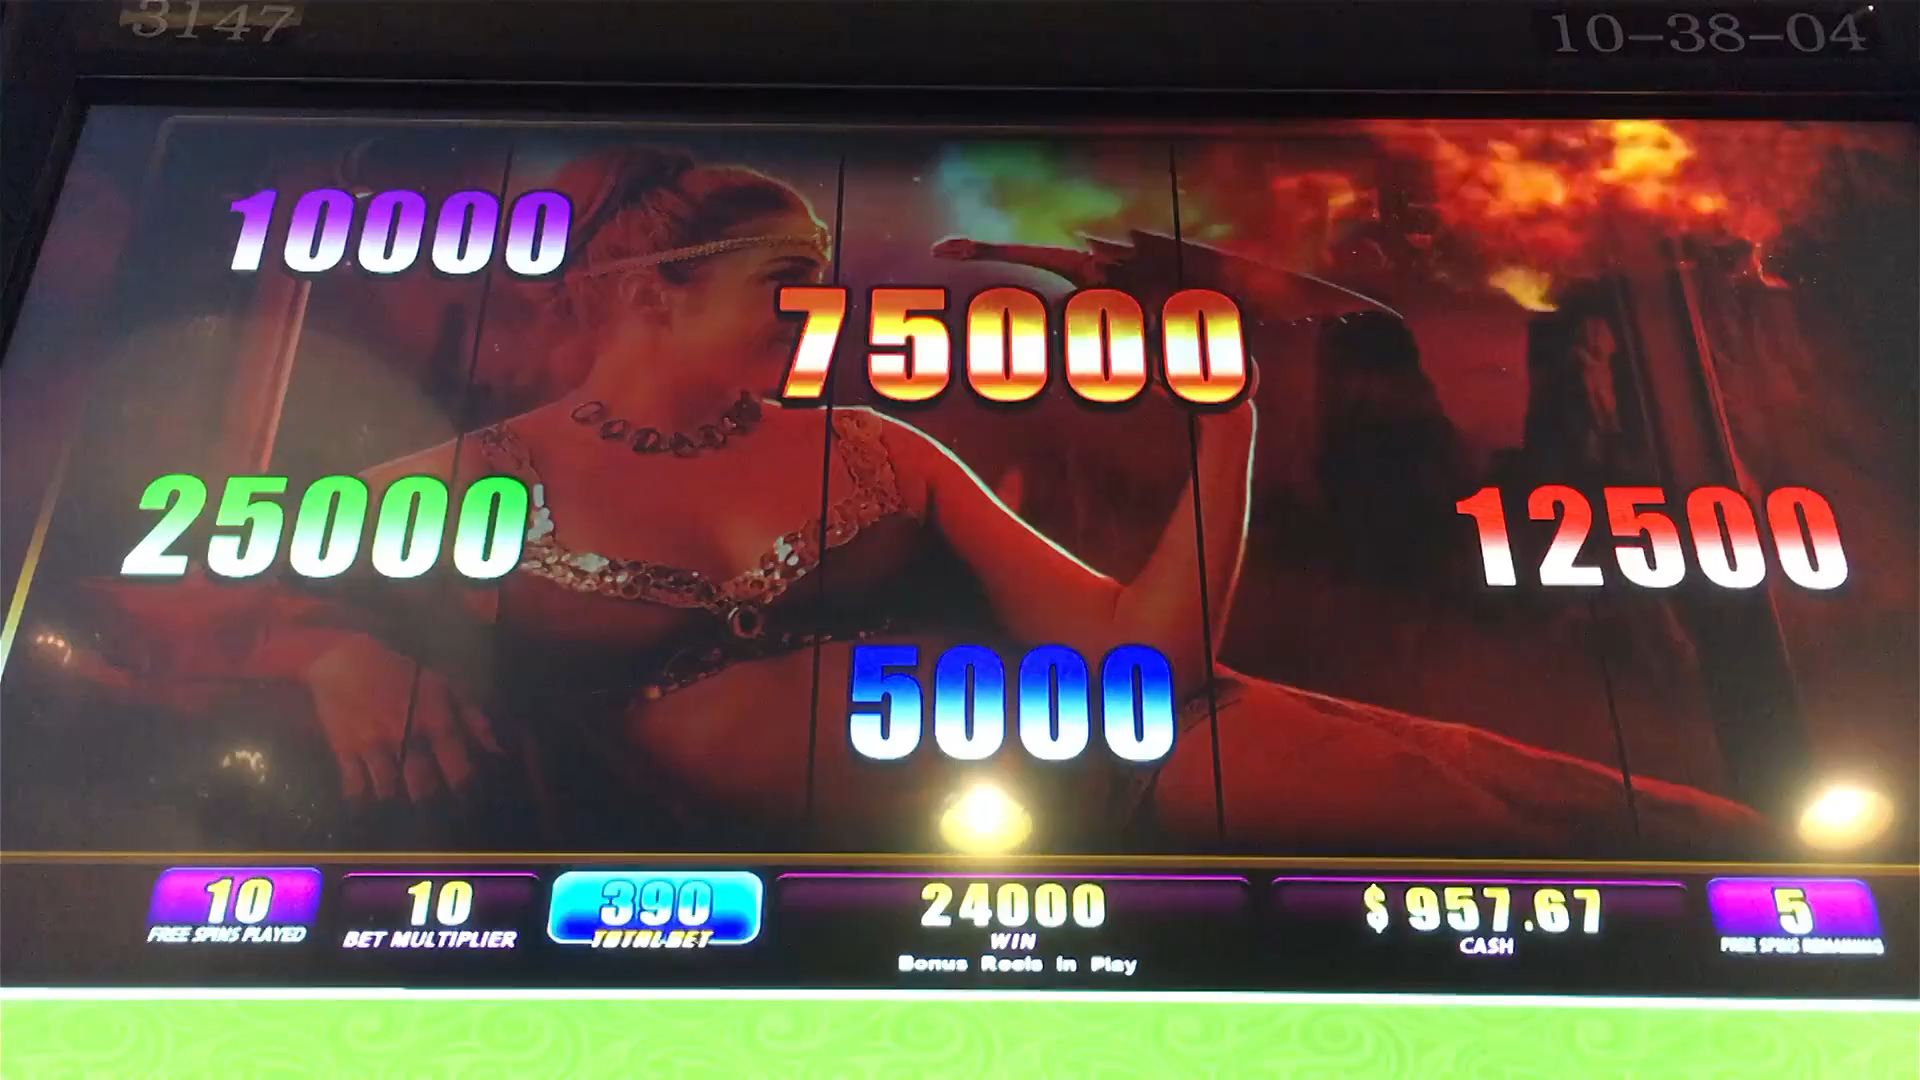 3147
10-38-04
10000
75000
25000
12500
5000
10
FREE SPINS PLAYED
10
BET MULTIPLIER
390
TOTAL BET
24000
WIN
Bonus Reels in Play
$957.67
CASH
5
FREE SPINS REMAINING